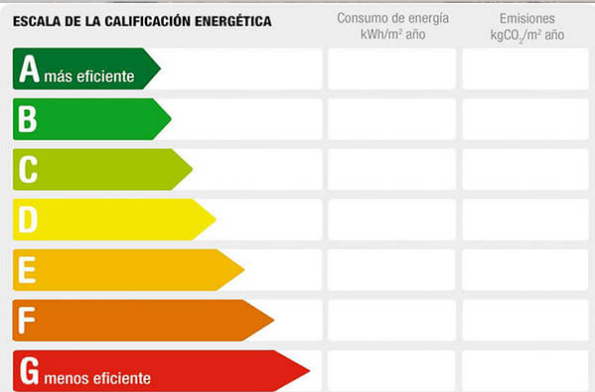 ESCALA DE LA CALIFICACIÓN ENERGÉTICA
Consumo de energía
kWh/m² año
Emisiones
kgCO₂/m² año
A más eficiente
B
C
D
E
F
G menos eficiente